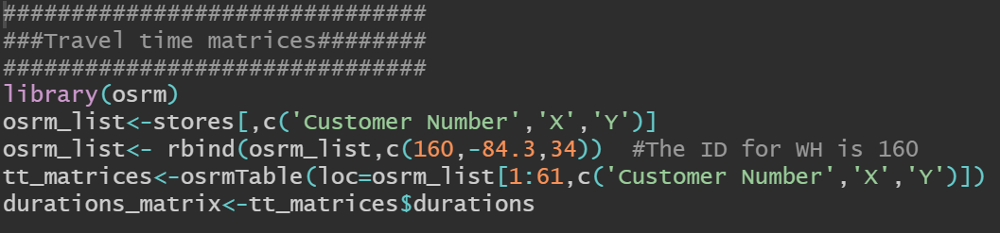 ###############################
###Travel time matrices########
###############################
library(osrm)
osrm_list<-stores[,c('Customer Number','X','Y')]
osrm_list<- rbind(osrm_list,c(160,-84.3,34))  #The ID for WH is 160
tt_matrices<-osrmTable(loc=osrm_list[1:61,c('Customer Number','X','Y')])
durations_matrix<-tt_matrices$durations